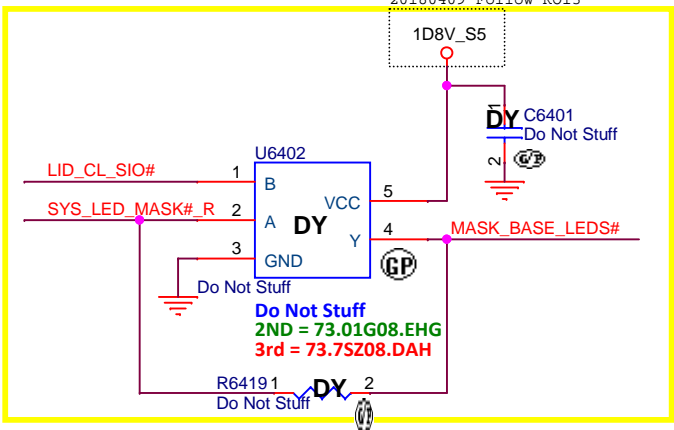 1D8V_S5
1
DY
C6401
Do Not Stuff
2
G/P
U6402
LID_CL_SIO#
1
B
SYS_LED_MASK#_R
2
A
DY
VCC
5
Y
4
MASK_BASE_LEDS#
3
GND
GP
Do Not Stuff
Do Not Stuff
2ND = 73.01G08.EHG
3rd = 73.7SZ08.DAH
R6419
1
DY
2
Do Not Stuff
G/P